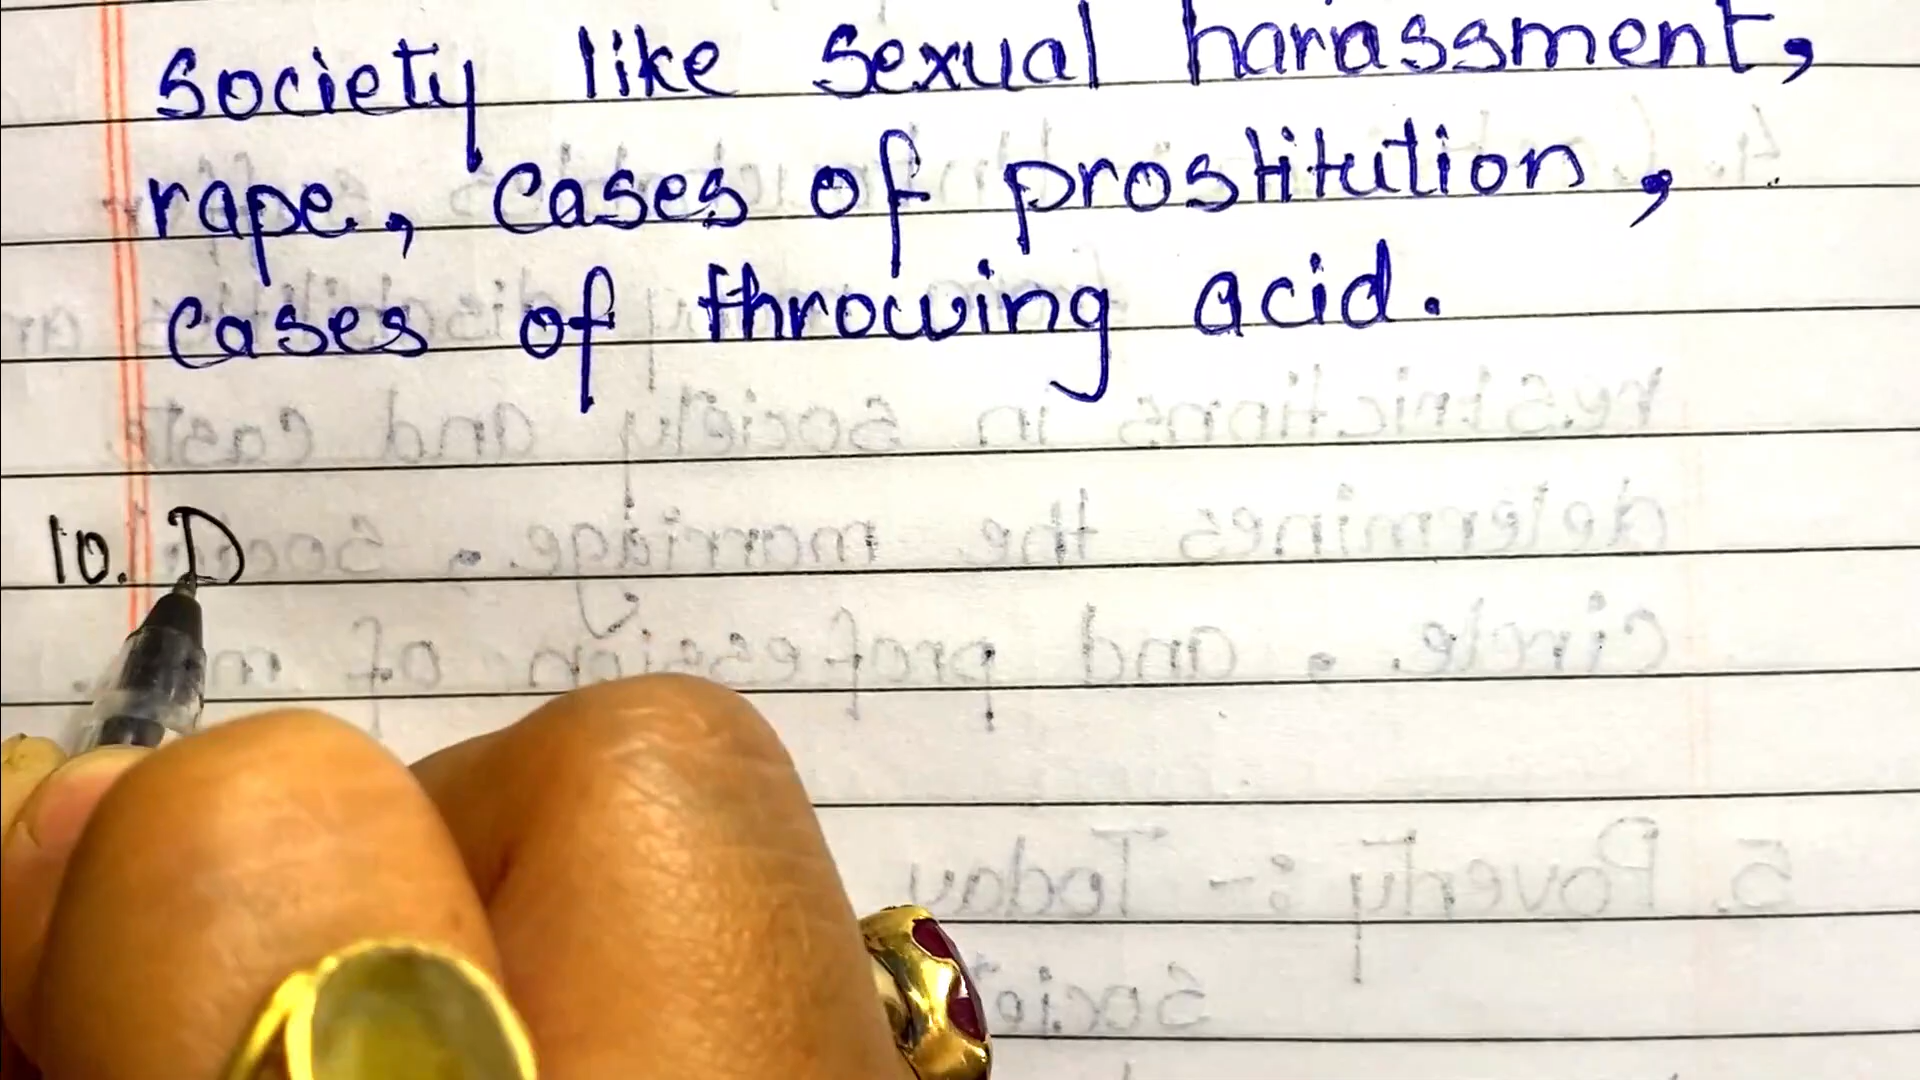 society like sexual harassment,
rape, cases of prostitution,
cases of throwing acid.
10. D